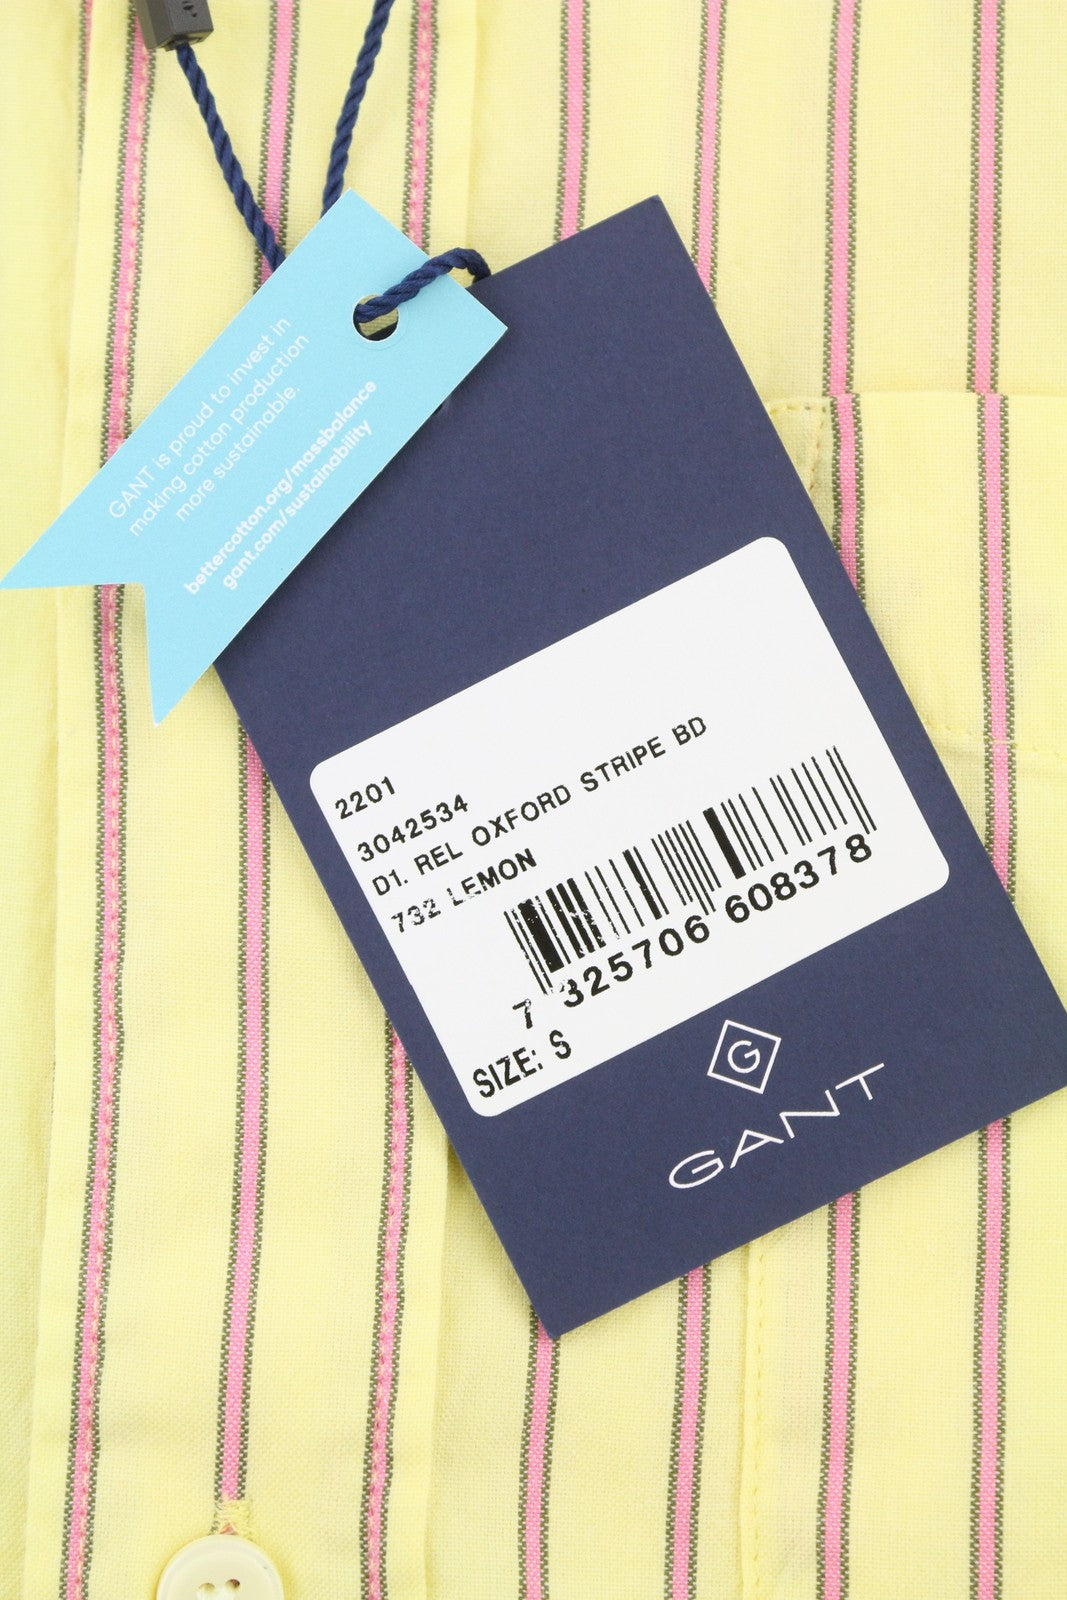 GANT is proud to invest in
making cotton production
more sustainable.
bettercotton.org/massbalance
gant.com/sustainability
2201
3042534
D1. REL OXFORD STRIPE BD
732 LEMON
7 325706 608378
SIZE: S
G
GANT